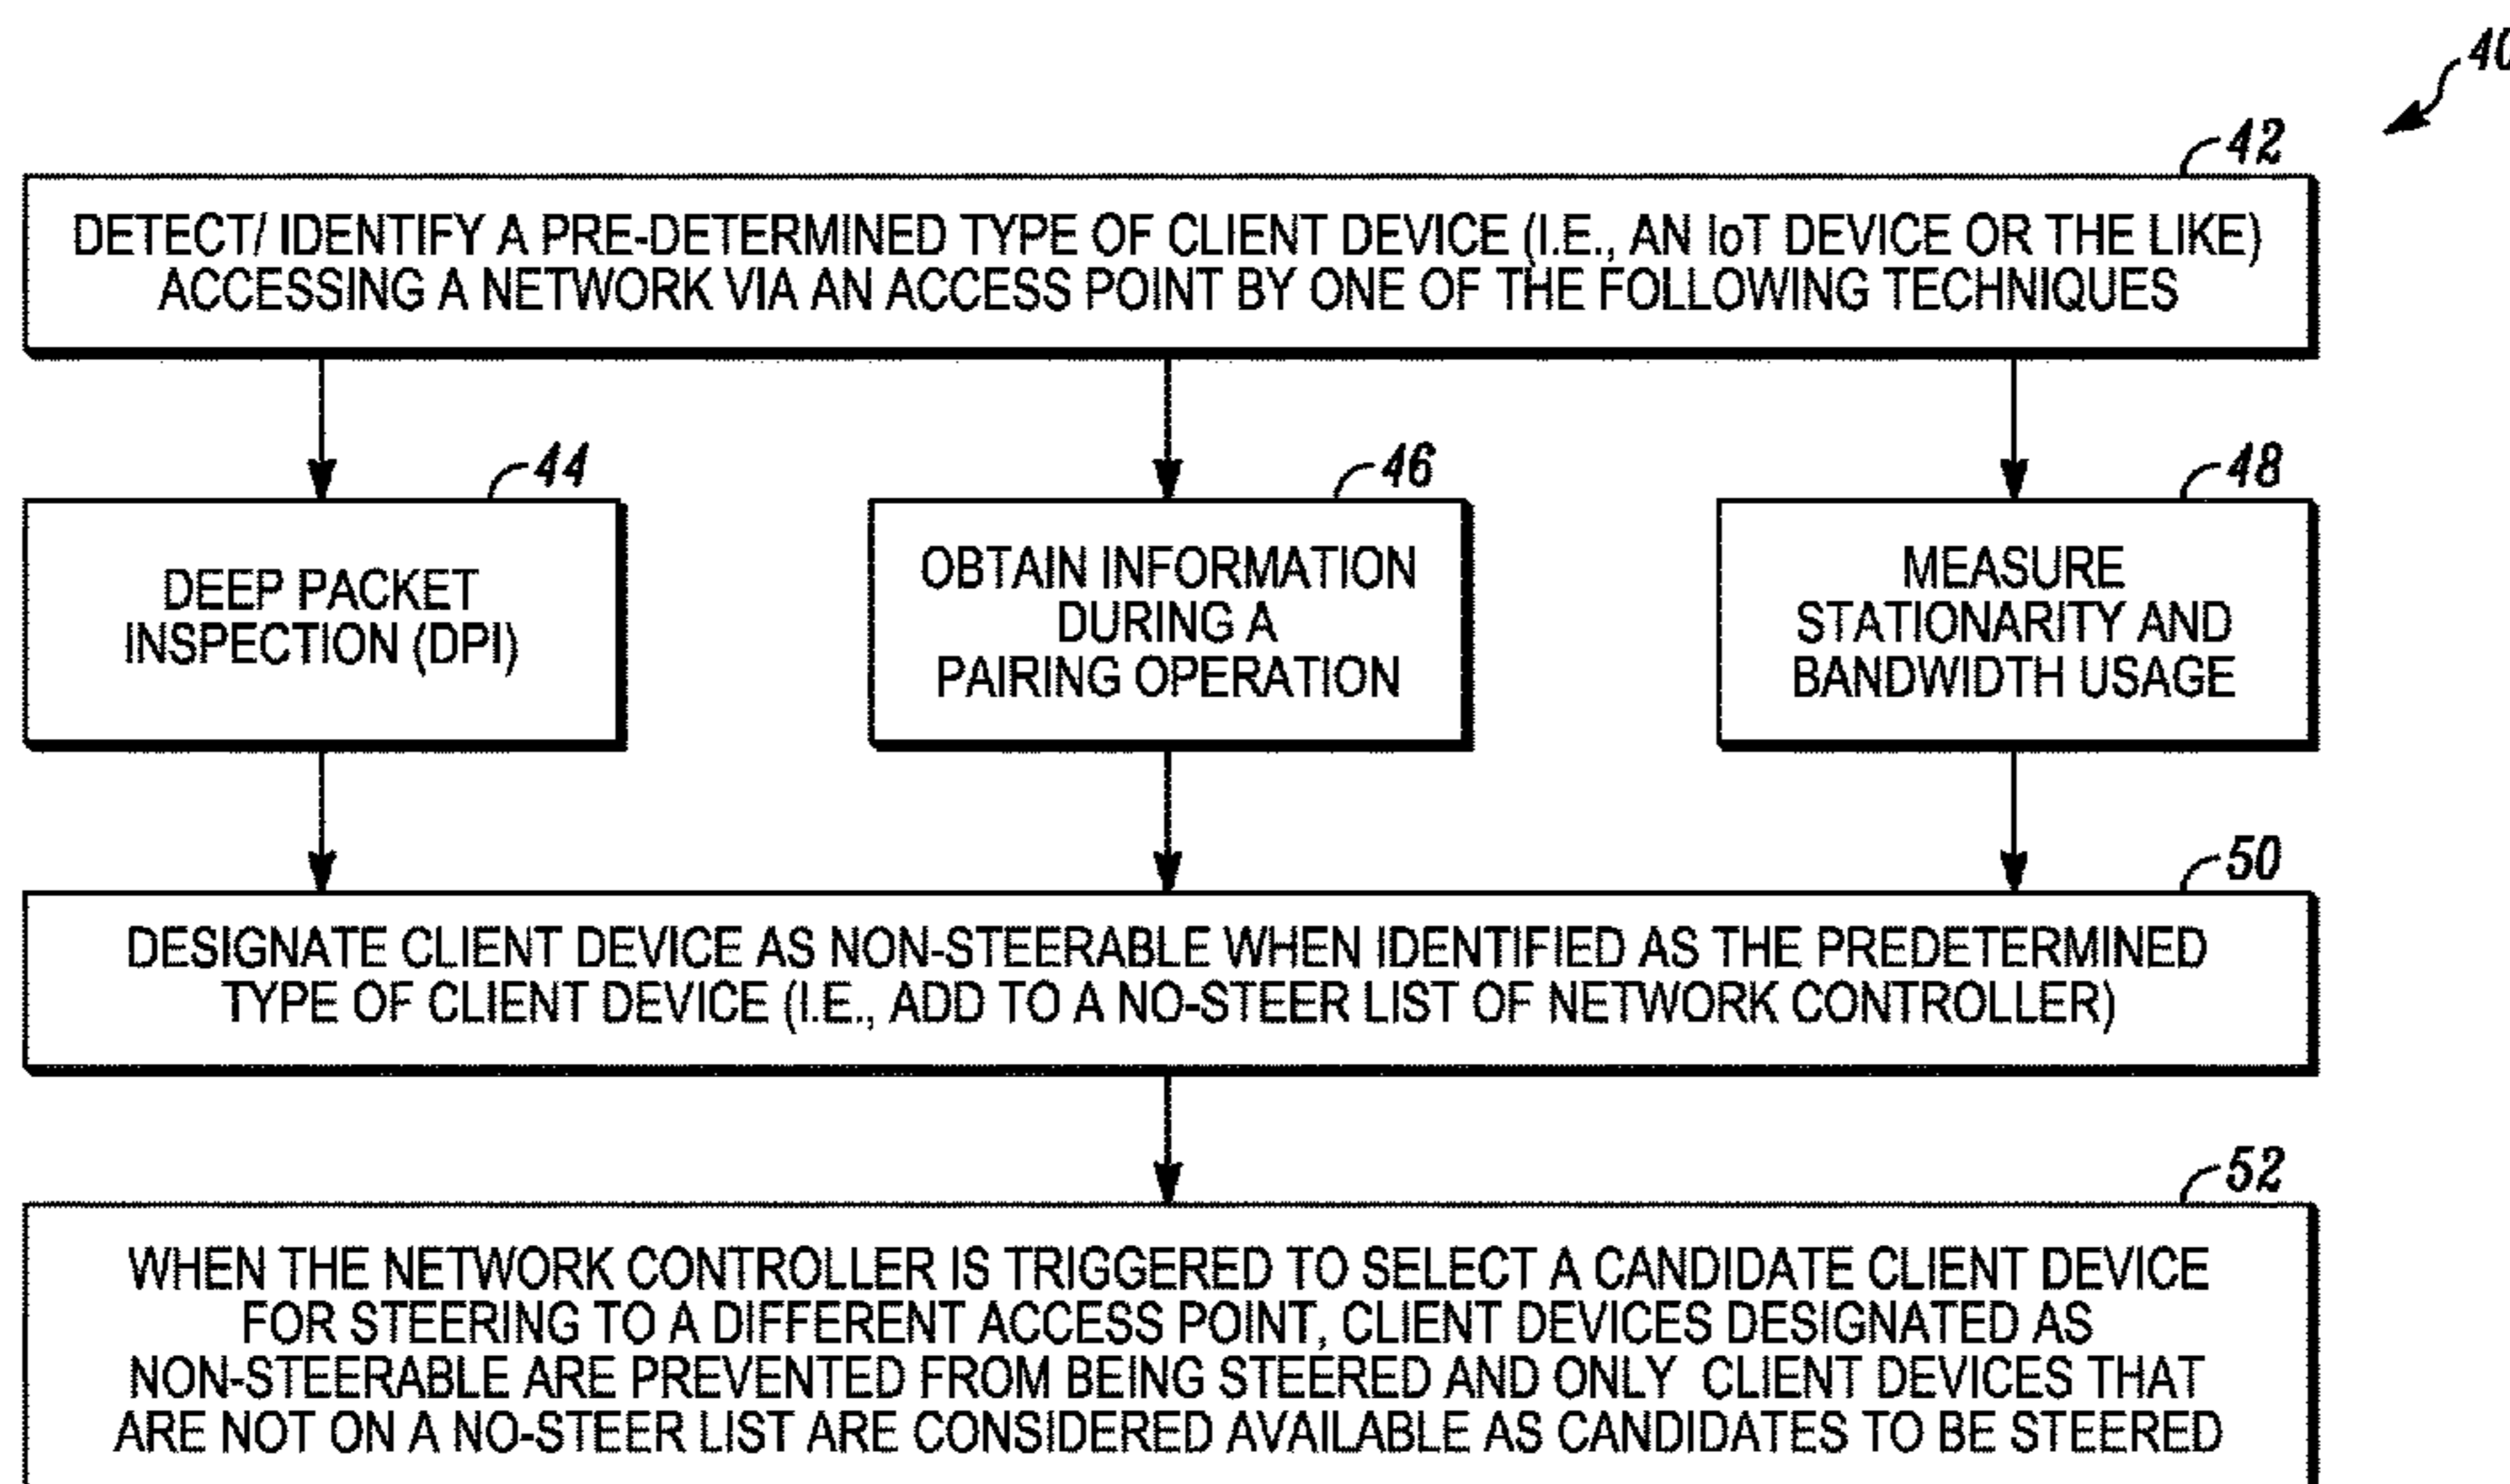 40
42
DETECT/ IDENTIFY A PRE-DETERMINED TYPE OF CLIENT DEVICE (I.E., AN IoT DEVICE OR THE LIKE)
ACCESSING A NETWORK VIA AN ACCESS POINT BY ONE OF THE FOLLOWING TECHNIQUES
44
DEEP PACKET
INSPECTION (DPI)
46
OBTAIN INFORMATION
DURING A
PAIRING OPERATION
48
MEASURE
STATIONARITY AND
BANDWIDTH USAGE
50
DESIGNATE CLIENT DEVICE AS NON-STEERABLE WHEN IDENTIFIED AS THE PREDETERMINED
TYPE OF CLIENT DEVICE (I.E., ADD TO A NO-STEER LIST OF NETWORK CONTROLLER)
52
WHEN THE NETWORK CONTROLLER IS TRIGGERED TO SELECT A CANDIDATE CLIENT DEVICE
FOR STEERING TO A DIFFERENT ACCESS POINT, CLIENT DEVICES DESIGNATED AS
NON-STEERABLE ARE PREVENTED FROM BEING STEERED AND ONLY CLIENT DEVICES THAT
ARE NOT ON A NO-STEER LIST ARE CONSIDERED AVAILABLE AS CANDIDATES TO BE STEERED